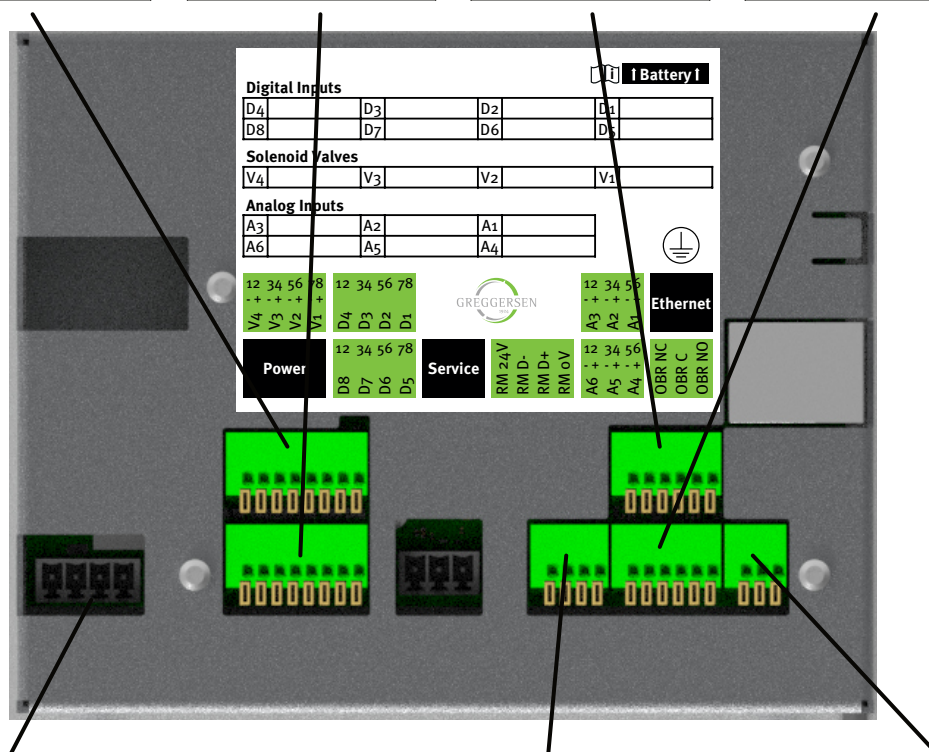 i ↑ Battery ↑
Digital Inputs
D4 D3 D2 D1
D8 D7 D6 D5
Solenoid Valves
V4 V3 V2 V1
Analog Inputs
A3 A2 A1
A6 A5 A4
12 34 56 78
- + - + - + - +
V4 V3 V2 V1
12 34 56 78
D4 D3 D2 D1
GREGGERSEN
12 34 56
- + - + - +
A3 A2 A1
Ethernet
Power
12 34 56 78
D8 D7 D6 D5
Service
RM 24V
RM D-
RM D+
RM 0V
12 34 56
- + - + - +
A6 A5 A4
OBR NC
OBR C
OBR NO